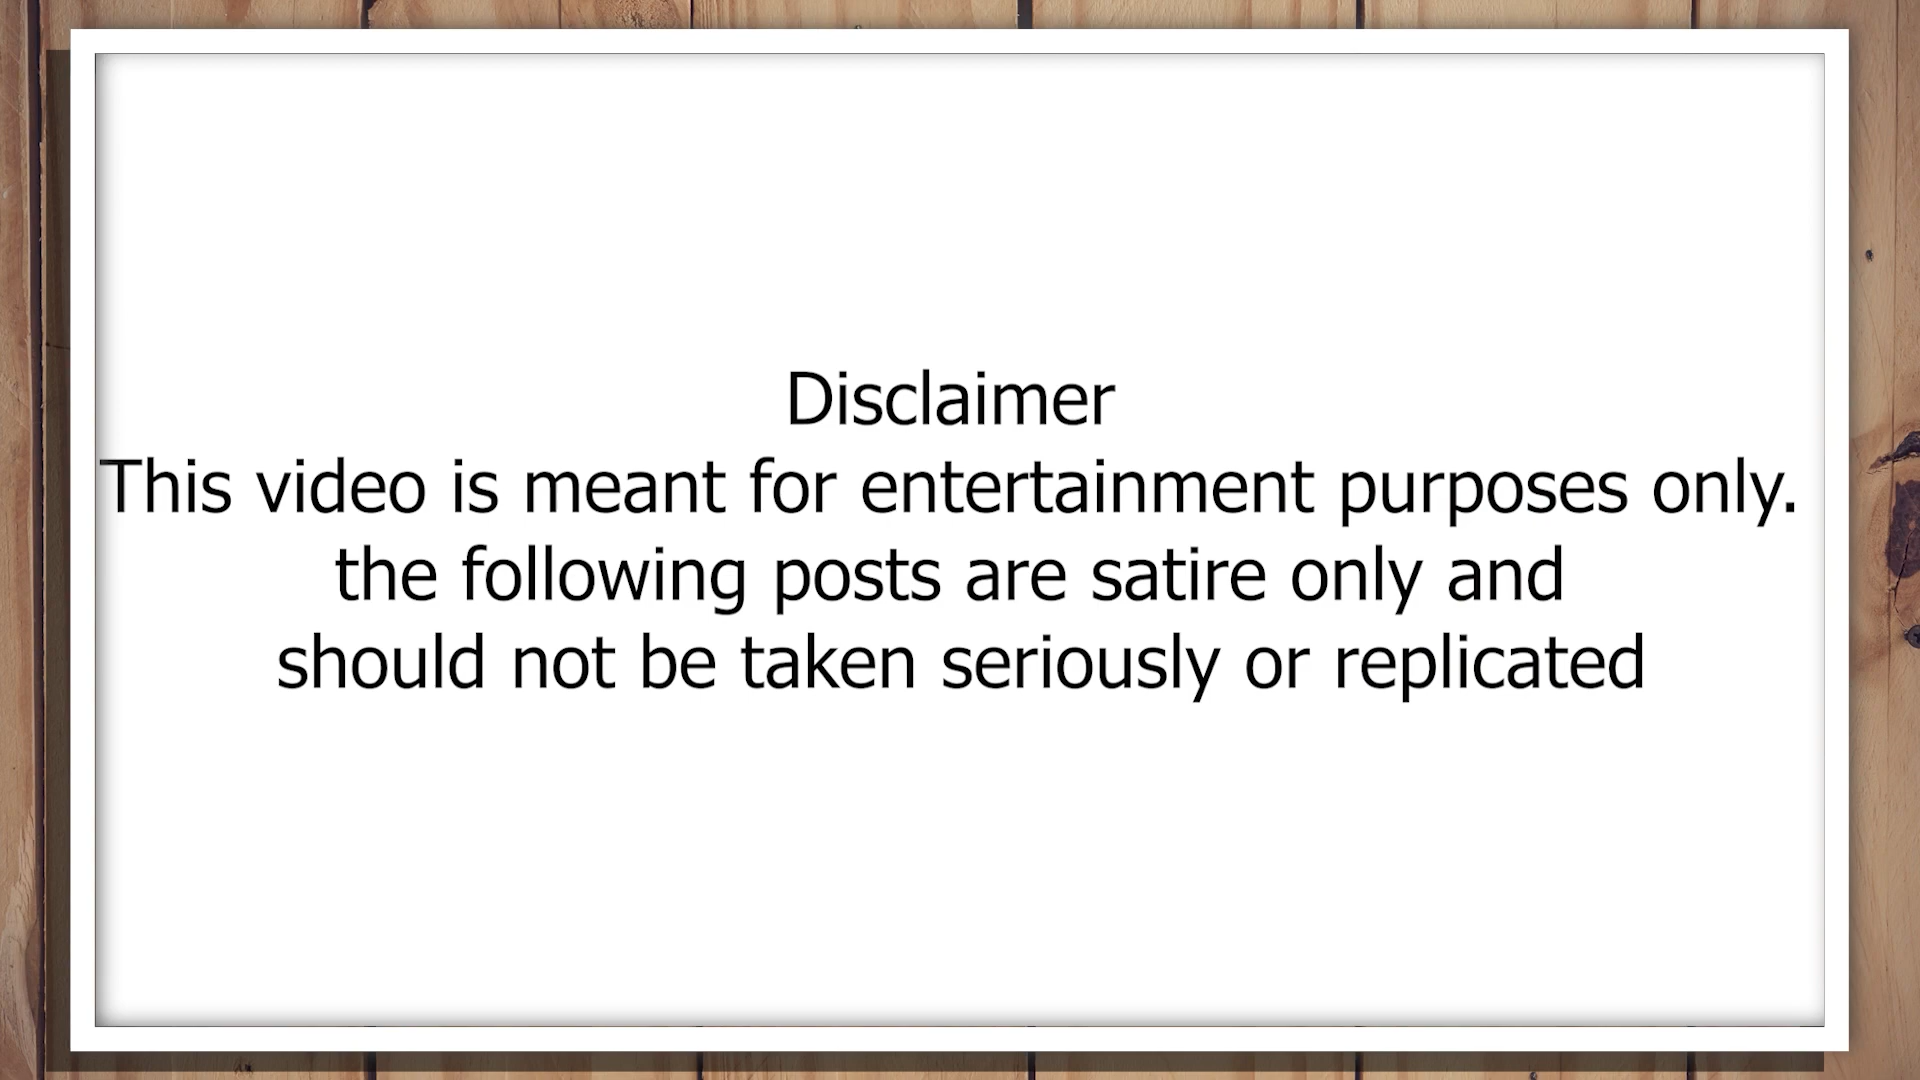 Disclaimer
This video is meant for entertainment purposes only.
the following posts are satire only and
should not be taken seriously or replicated